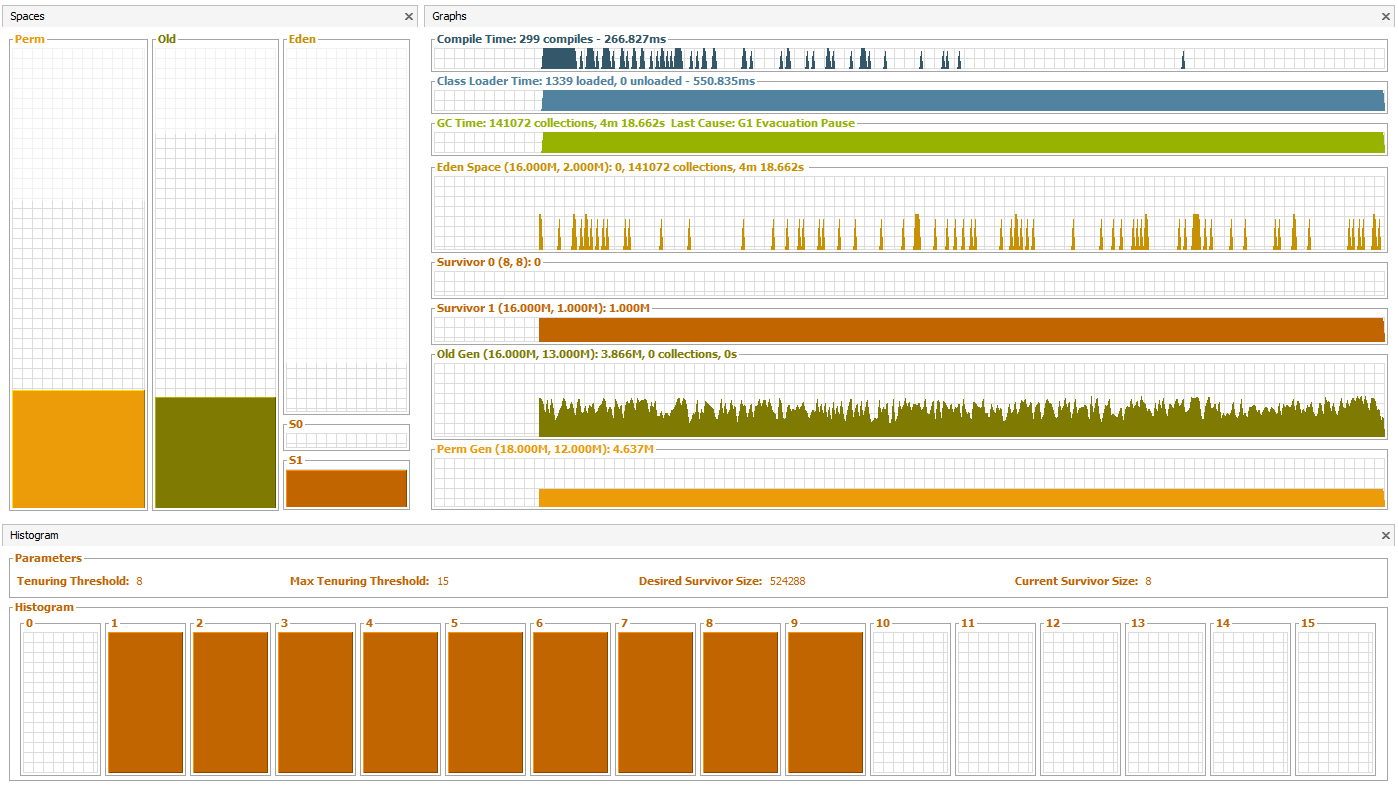 Spaces
Perm
Old
Eden
S0
S1
Graphs
Compile Time: 299 compiles - 266.827ms
Class Loader Time: 1339 loaded, 0 unloaded - 550.835ms
GC Time: 141072 collections, 4m 18.662s Last Cause: G1 Evacuation Pause
Eden Space (16.000M, 2.000M): 0, 141072 collections, 4m 18.662s
Survivor 0 (8, 8): 0
Survivor 1 (16.000M, 1.000M): 1.000M
Old Gen (16.000M, 13.000M): 3.866M, 0 collections, 0s
Perm Gen (18.000M, 12.000M): 4.637M
Histogram
Parameters
Tenuring Threshold: 8 Max Tenuring Threshold: 15 Desired Survivor Size: 524288 Current Survivor Size: 8
Histogram
0 1 2 3 4 5 6 7 8 9 10 11 12 13 14 15